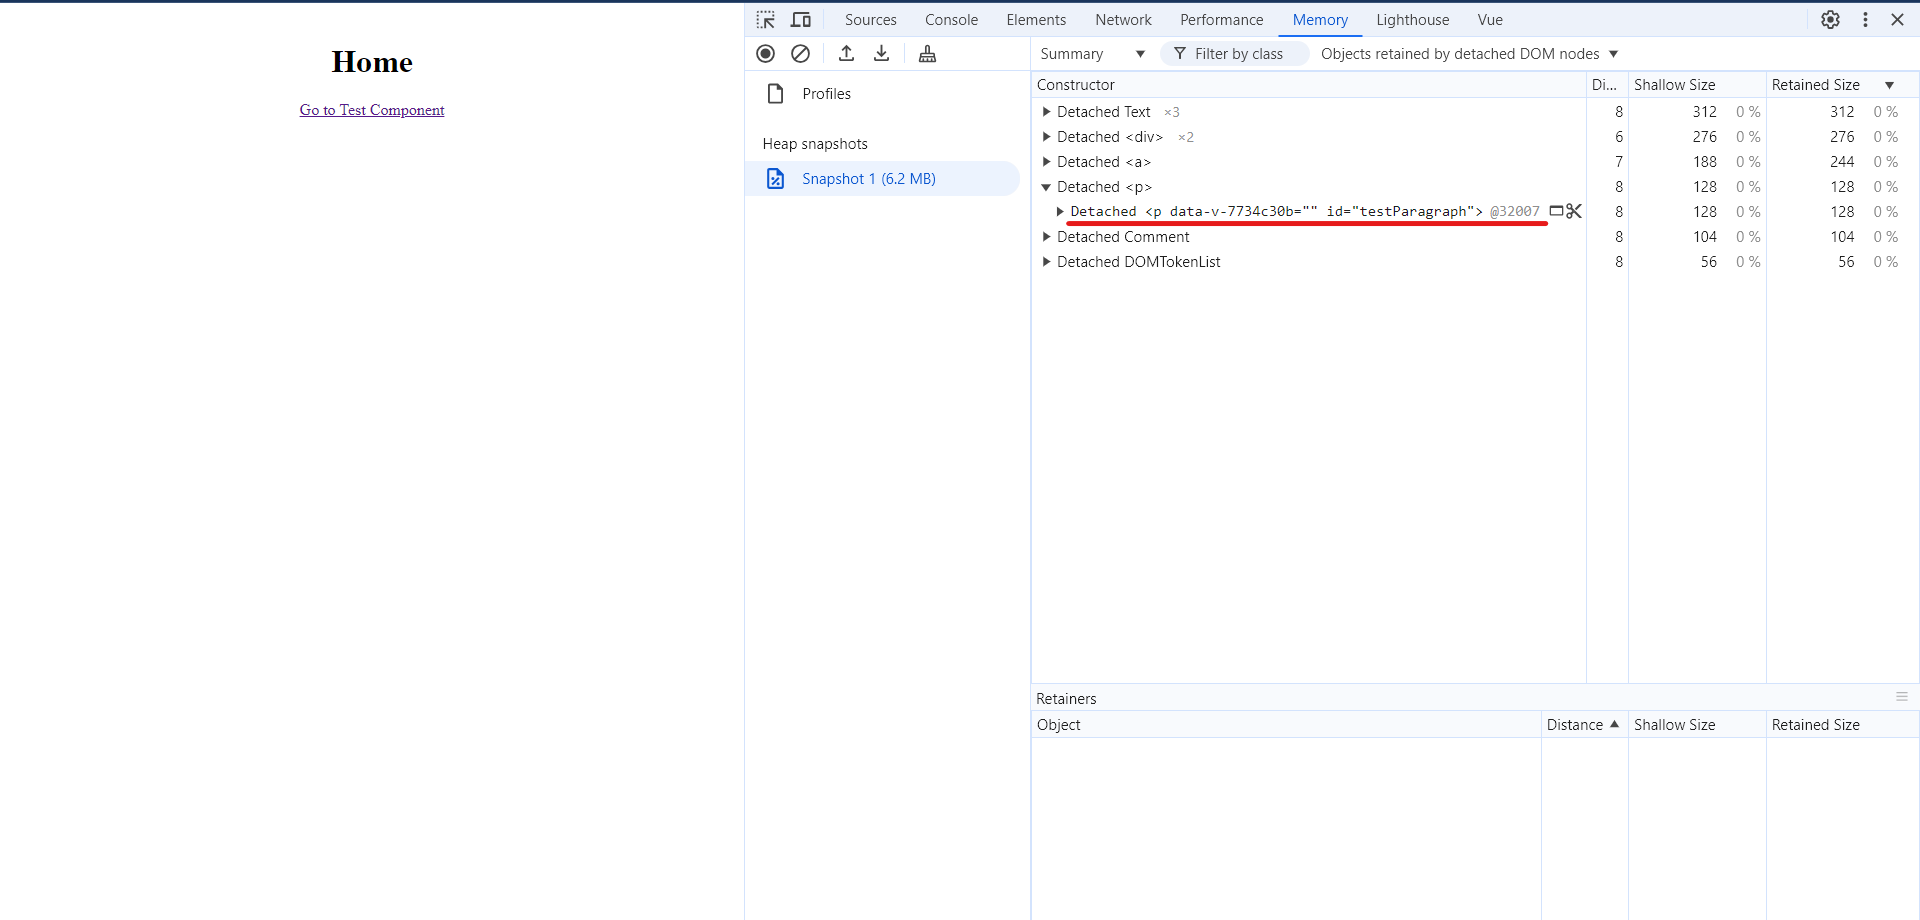 Home
Go to Test Component
Sources Console Elements Network Performance Memory Lighthouse Vue
Summary Filter by class Objects retained by detached DOM nodes
Profiles
Heap snapshots
Snapshot 1 (6.2 MB)
Constructor Di... Shallow Size Retained Size
Detached Text ×3 8 312 0 % 312 0 %
Detached <div> ×2 6 276 0 % 276 0 %
Detached <a> 7 188 0 % 244 0 %
Detached <p> 8 128 0 % 128 0 %
Detached <p data-v-7734c30b="" id="testParagraph"> @32007 8 128 0 % 128 0 %
Detached Comment 8 104 0 % 104 0 %
Detached DOMTokenList 8 56 0 % 56 0 %
Retainers
Object Distance Shallow Size Retained Size